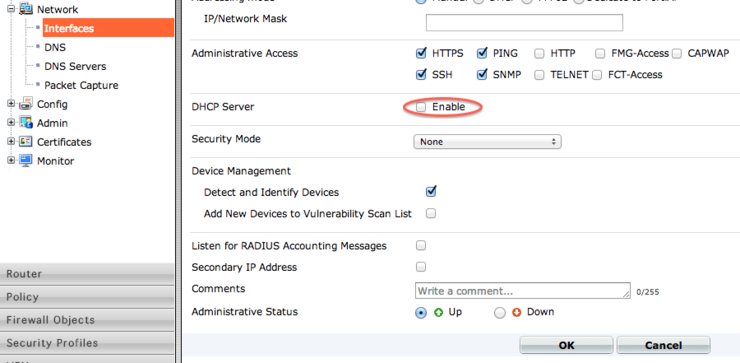 Network
Interfaces
DNS
DNS Servers
Packet Capture
Config
Admin
Certificates
Monitor
Router
Policy
Firewall Objects
Security Profiles
IP/Network Mask
Administrative Access
HTTPS PING HTTP FMG-Access CAPWAP
SSH SNMP TELNET FCT-Access
DHCP Server Enable
Security Mode None
Device Management
Detect and Identify Devices
Add New Devices to Vulnerability Scan List
Listen for RADIUS Accounting Messages
Secondary IP Address
Comments Write a comment... 0/255
Administrative Status Up Down
OK Cancel